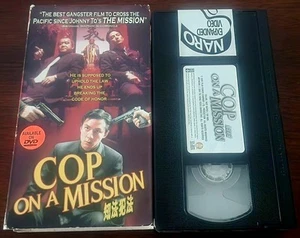 "THE BEST GANGSTER FILM TO CROSS THE
PACIFIC SINCE JOHNNY TO'S THE MISSION"
HE IS SUPPOSED TO
UPHOLD THE LAW
HE ENDS UP
BREAKING THE
CODE OF HONOR
AVAILABLE
ON
DVD
COP
ON A MISSION
知法犯法
NARO
EXPANDED
VIDEO
COP
ON A MISSION